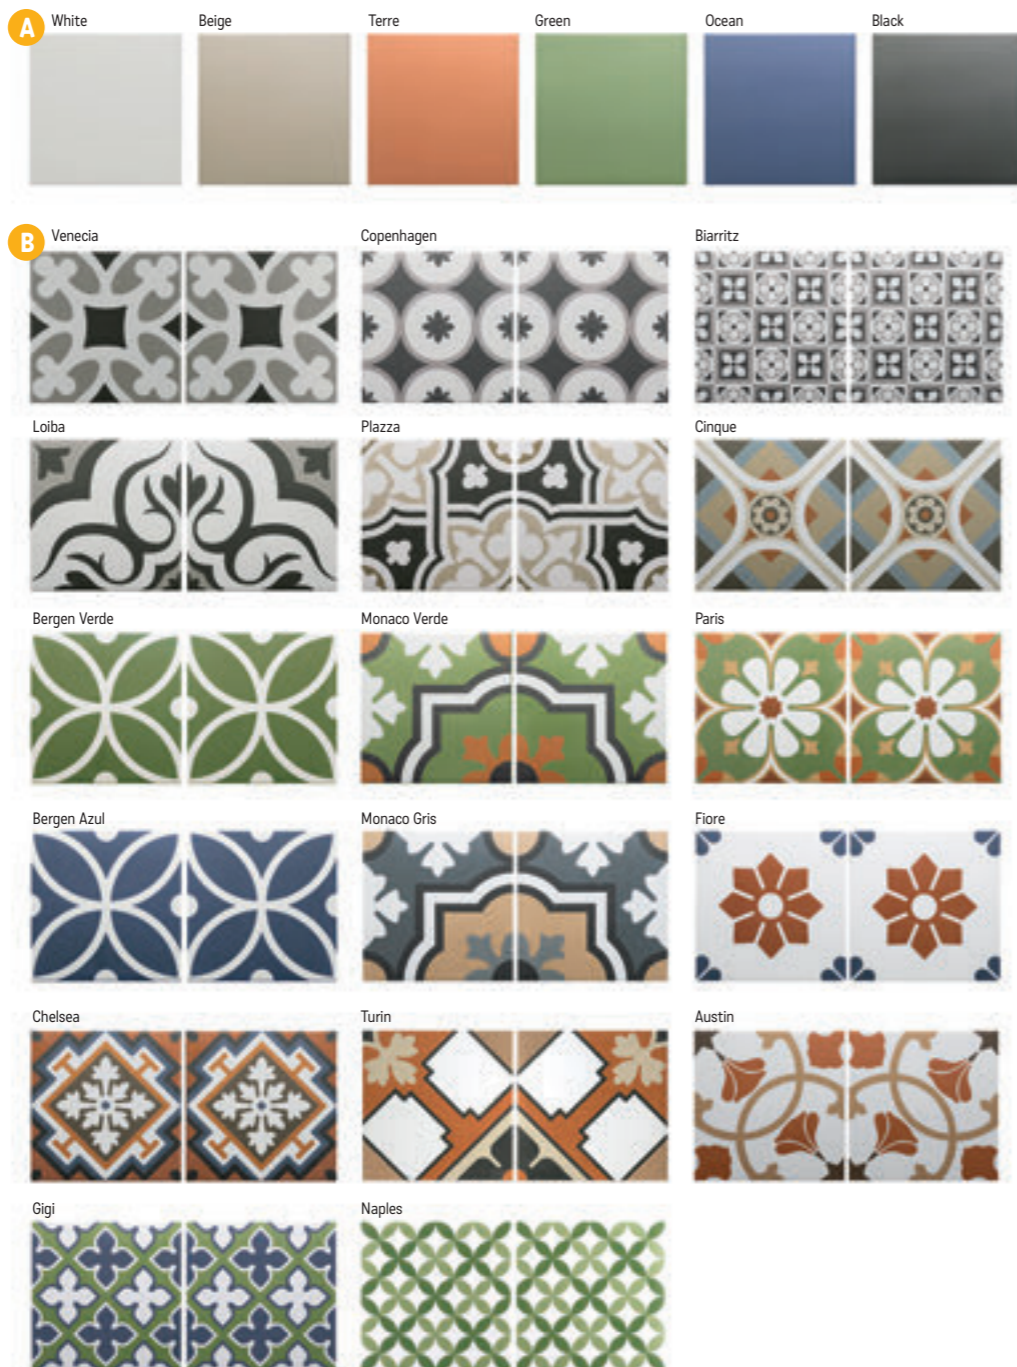 A
White Beige Terre Green Ocean Black
B
Venecia Copenhagen Biarritz
Loiba Plazza Cinque
Bergen Verde Monaco Verde Paris
Bergen Azul Monaco Gris Fiore
Chelsea Turin Austin
Gigi Naples